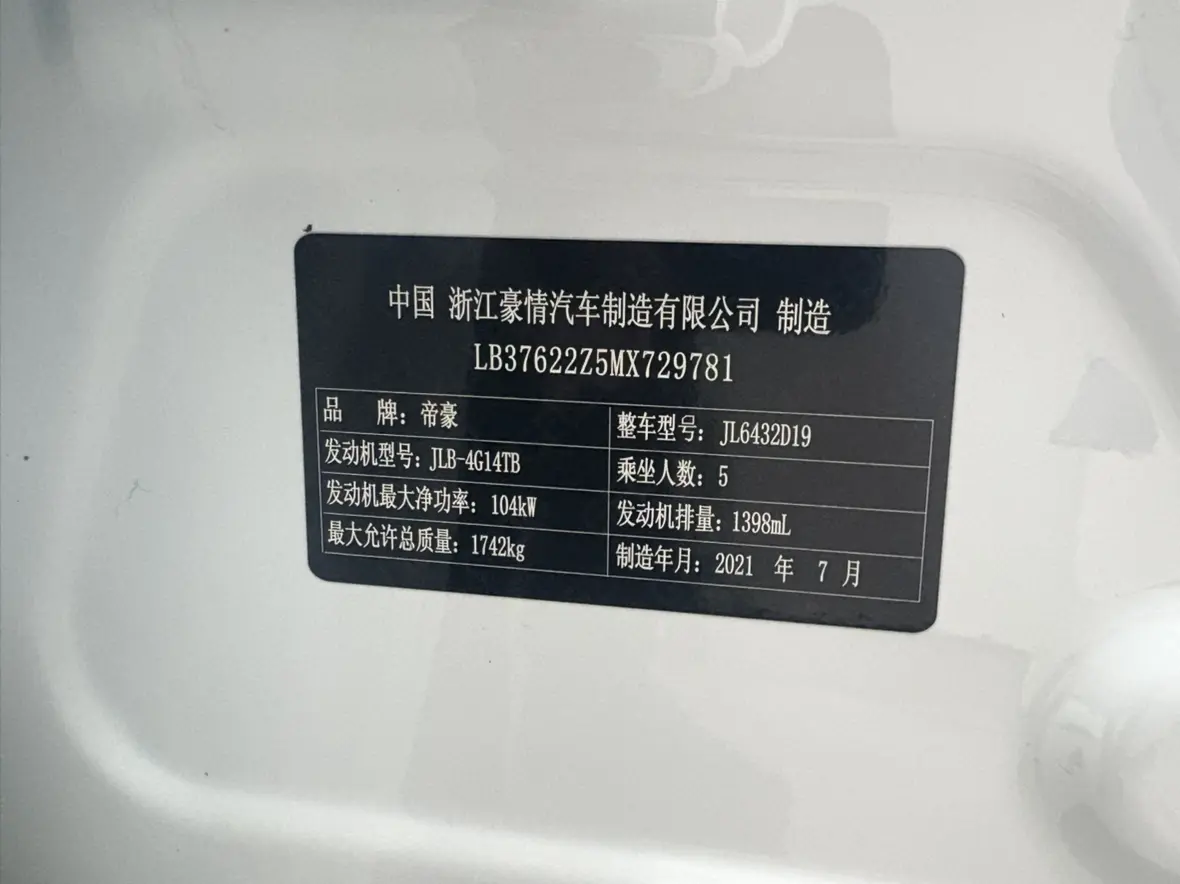 中国 浙江豪情汽车制造有限公司 制造
LB37622Z5MX729781
品 牌：帝豪
整车型号：JL6432D19
发动机型号：JLB-4G14TB
乘坐人数：5
发动机最大净功率：104kW
发动机排量：1398mL
最大允许总质量：1742kg
制造年月：2021 年 7 月